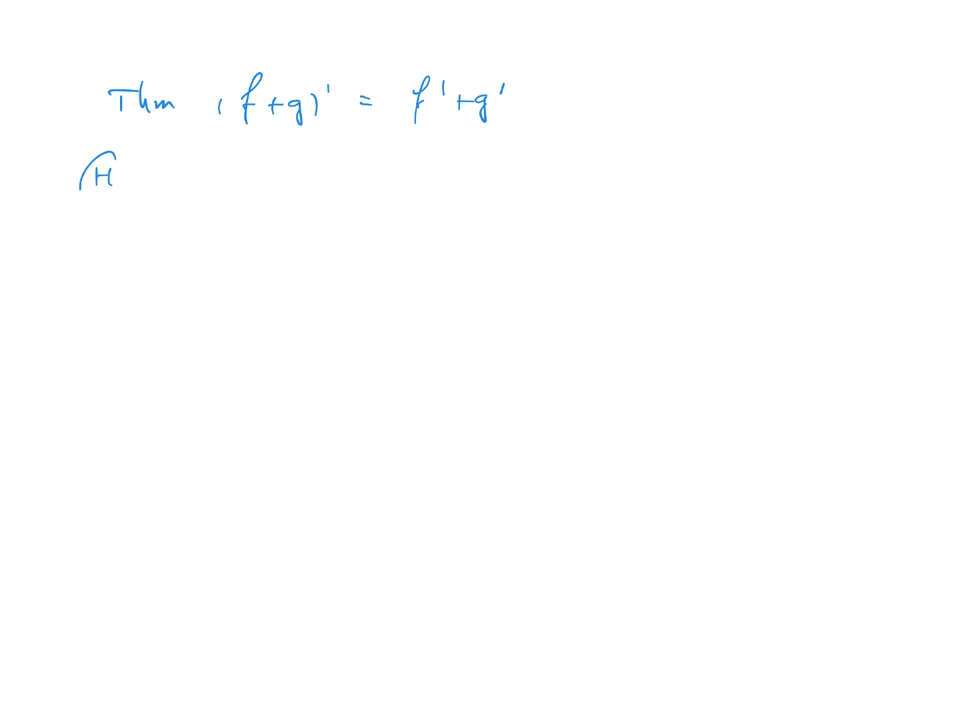 Thm (f+g)' = f'+g'
H